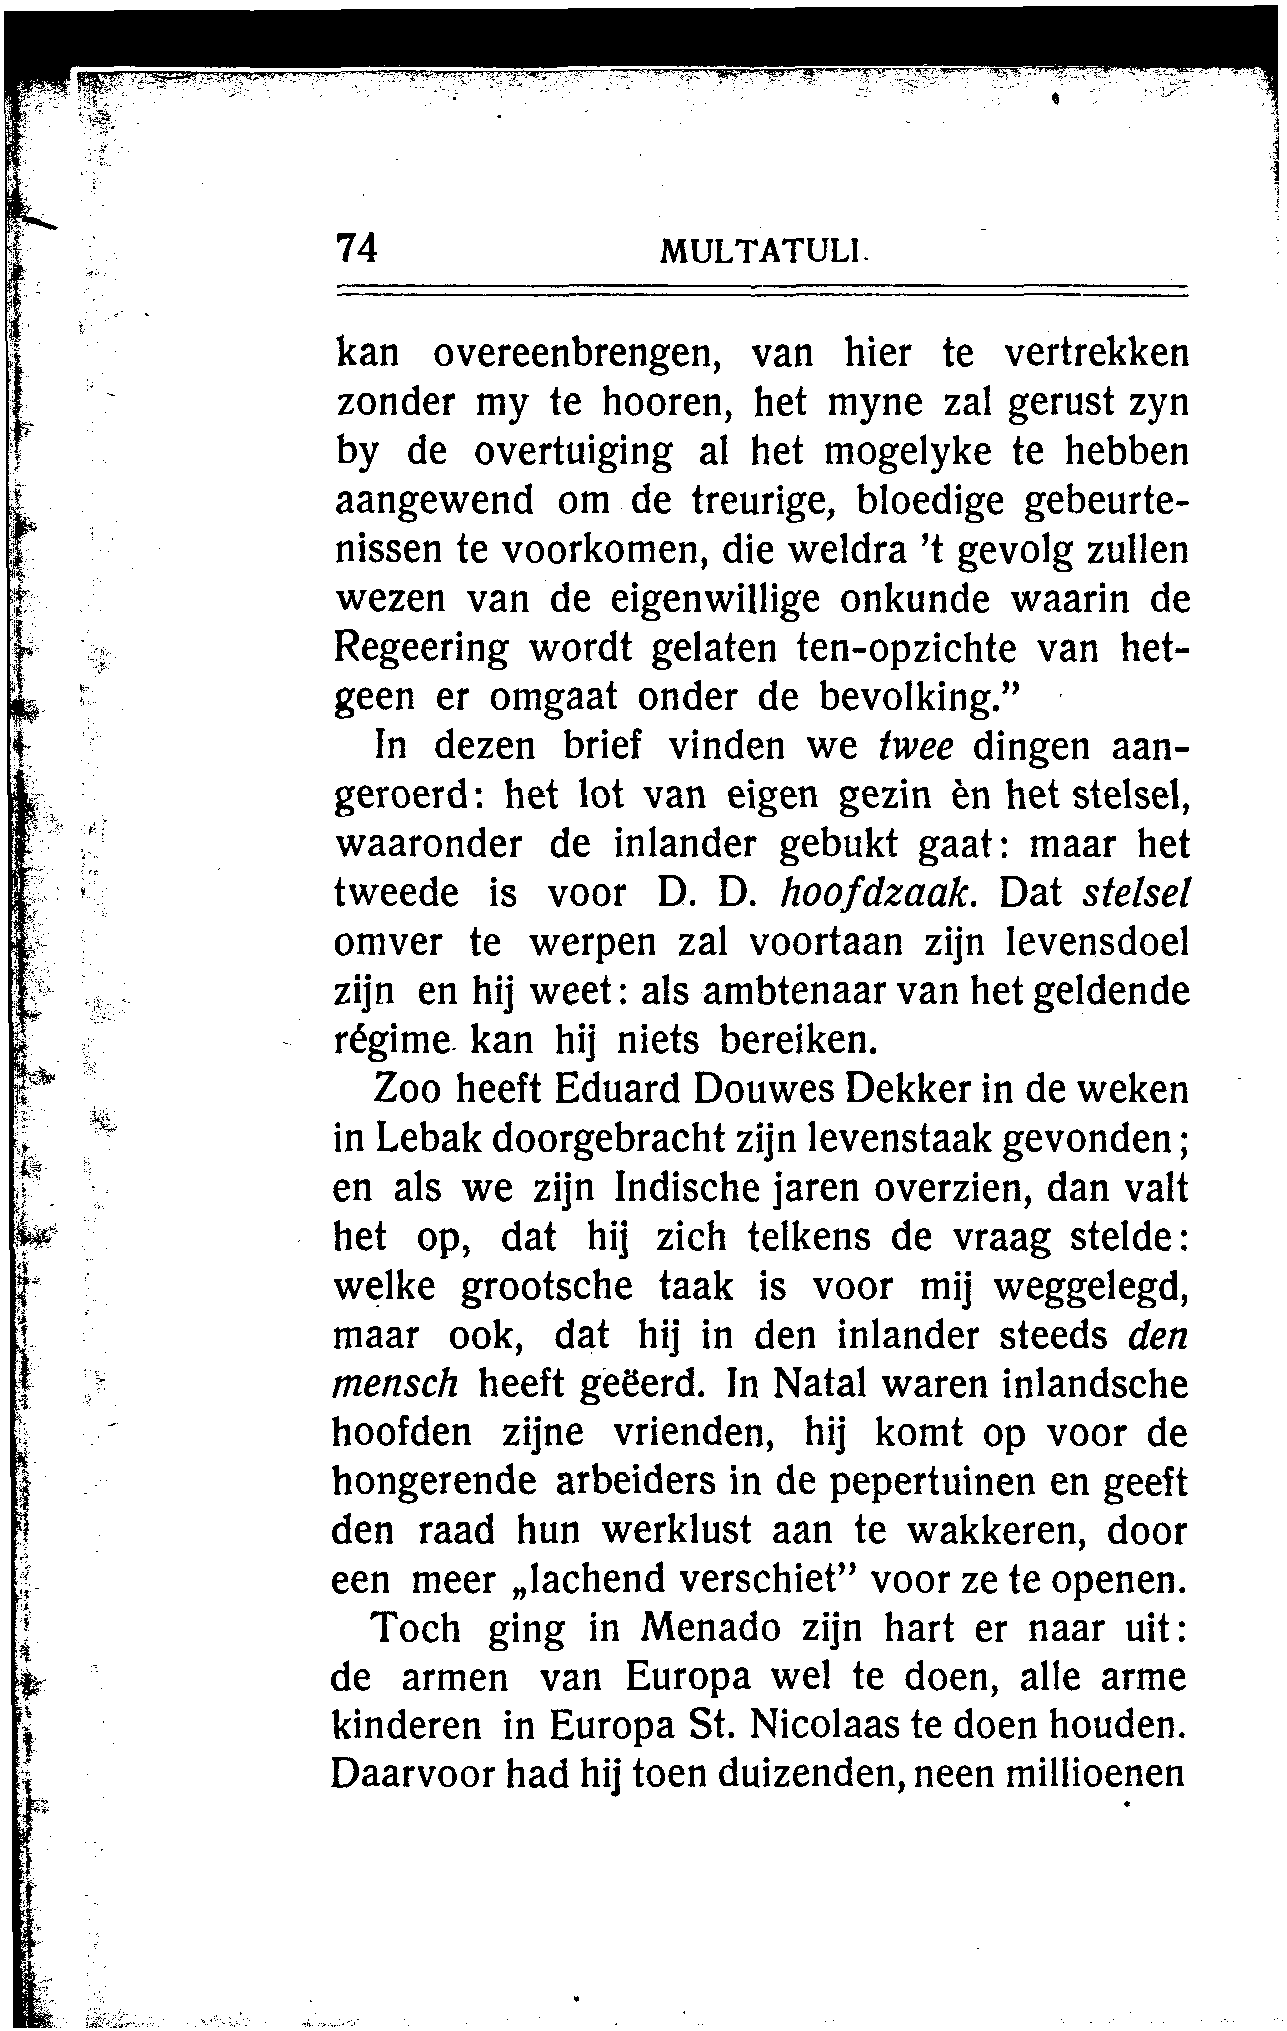 74 MULTATULI.
kan overeenbrengen, van hier te vertrekken
zonder my te hooren, het myne zal gerust zyn
by de overtuiging al het mogelyke te hebben
aangewend om de treurige, bloedige gebeurte-
nissen te voorkomen, die weldra 't gevolg zullen
wezen van de eigenwillige onkunde waarin de
Regeering wordt gelaten ten-opzichte van het-
geen er omgaat onder de bevolking.”
In dezen brief vinden we twee dingen aan-
geroerd: het lot van eigen gezin èn het stelsel,
waaronder de inlander gebukt gaat: maar het
tweede is voor D. D. hoofdzaak. Dat stelsel
omver te werpen zal voortaan zijn levensdoel
zijn en hij weet: als ambtenaar van het geldende
régime kan hij niets bereiken.
Zoo heeft Eduard Douwes Dekker in de weken
in Lebak doorgebracht zijn levenstaak gevonden;
en als we zijn Indische jaren overzien, dan valt
het op, dat hij zich telkens de vraag stelde:
welke grootsche taak is voor mij weggelegd,
maar ook, dat hij in den inlander steeds den
mensch heeft geëerd. In Natal waren inlandsche
hoofden zijne vrienden, hij komt op voor de
hongerende arbeiders in de pepertuinen en geeft
den raad hun werklust aan te wakkeren, door
een meer „lachend verschiet” voor ze te openen.
Toch ging in Menado zijn hart er naar uit:
de armen van Europa wel te doen, alle arme
kinderen in Europa St. Nicolaas te doen houden.
Daarvoor had hij toen duizenden, neen millioenen